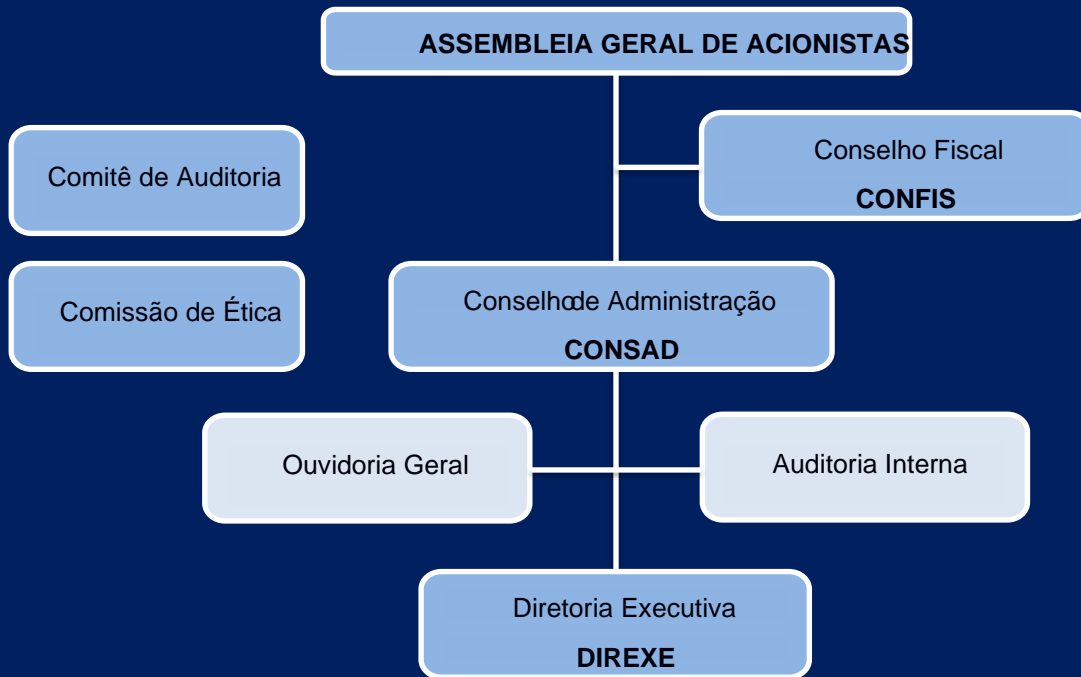 ASSEMBLEIA GERAL DE ACIONISTAS
Conselho Fiscal
CONFIS
Comitê de Auditoria
Comissão de Ética
Conselhode Administração
CONSAD
Ouvidoria Geral
Auditoria Interna
Diretoria Executiva
DIREXE